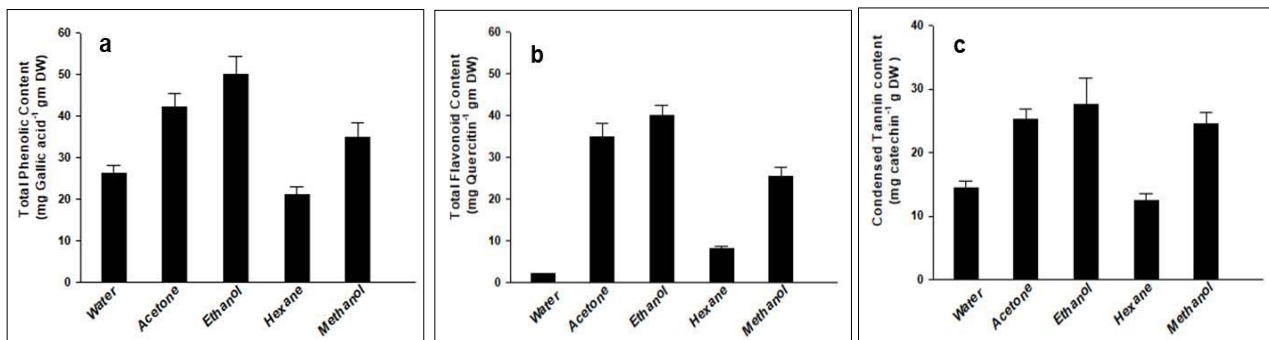 a
Total Phenolic Content
(mg Gallic acid⁻¹ gm DW)
60
50
40
30
20
10
0
Water
Acetone
Ethanol
Hexane
Methanol
b
Total Flavonoid Content
(mg Quercitin⁻¹ gm DW)
60
50
40
30
20
10
0
Water
Acetone
Ethanol
Hexane
Methanol
c
Condensed Tannin content
(mg catechin⁻¹ g DW )
40
30
20
10
0
Water
Acetone
Ethanol
Hexane
Methanol